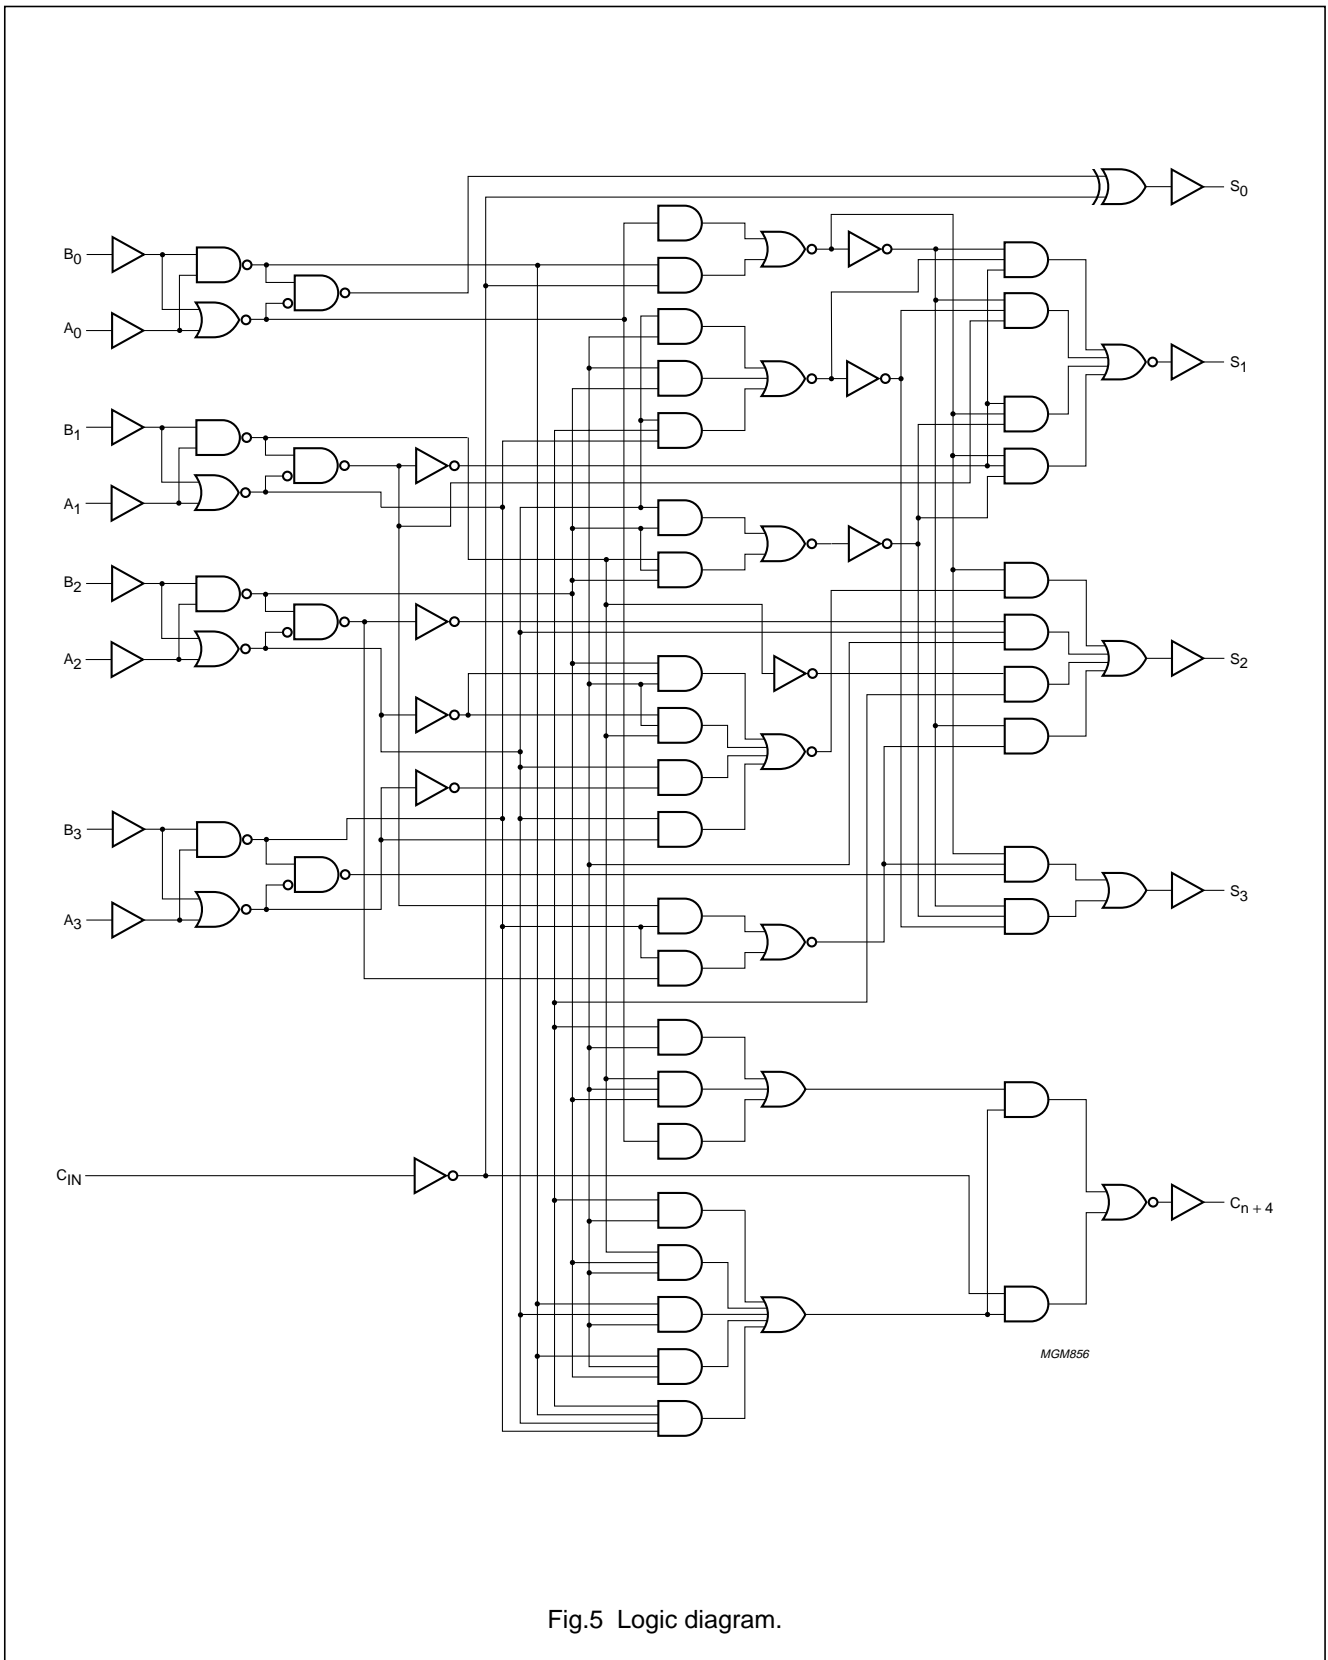 S0
B0
A0
S1
B1
A1
B2
A2
S2
B3
A3
S3
CIN
Cn + 4
MGM856
Fig.5 Logic diagram.